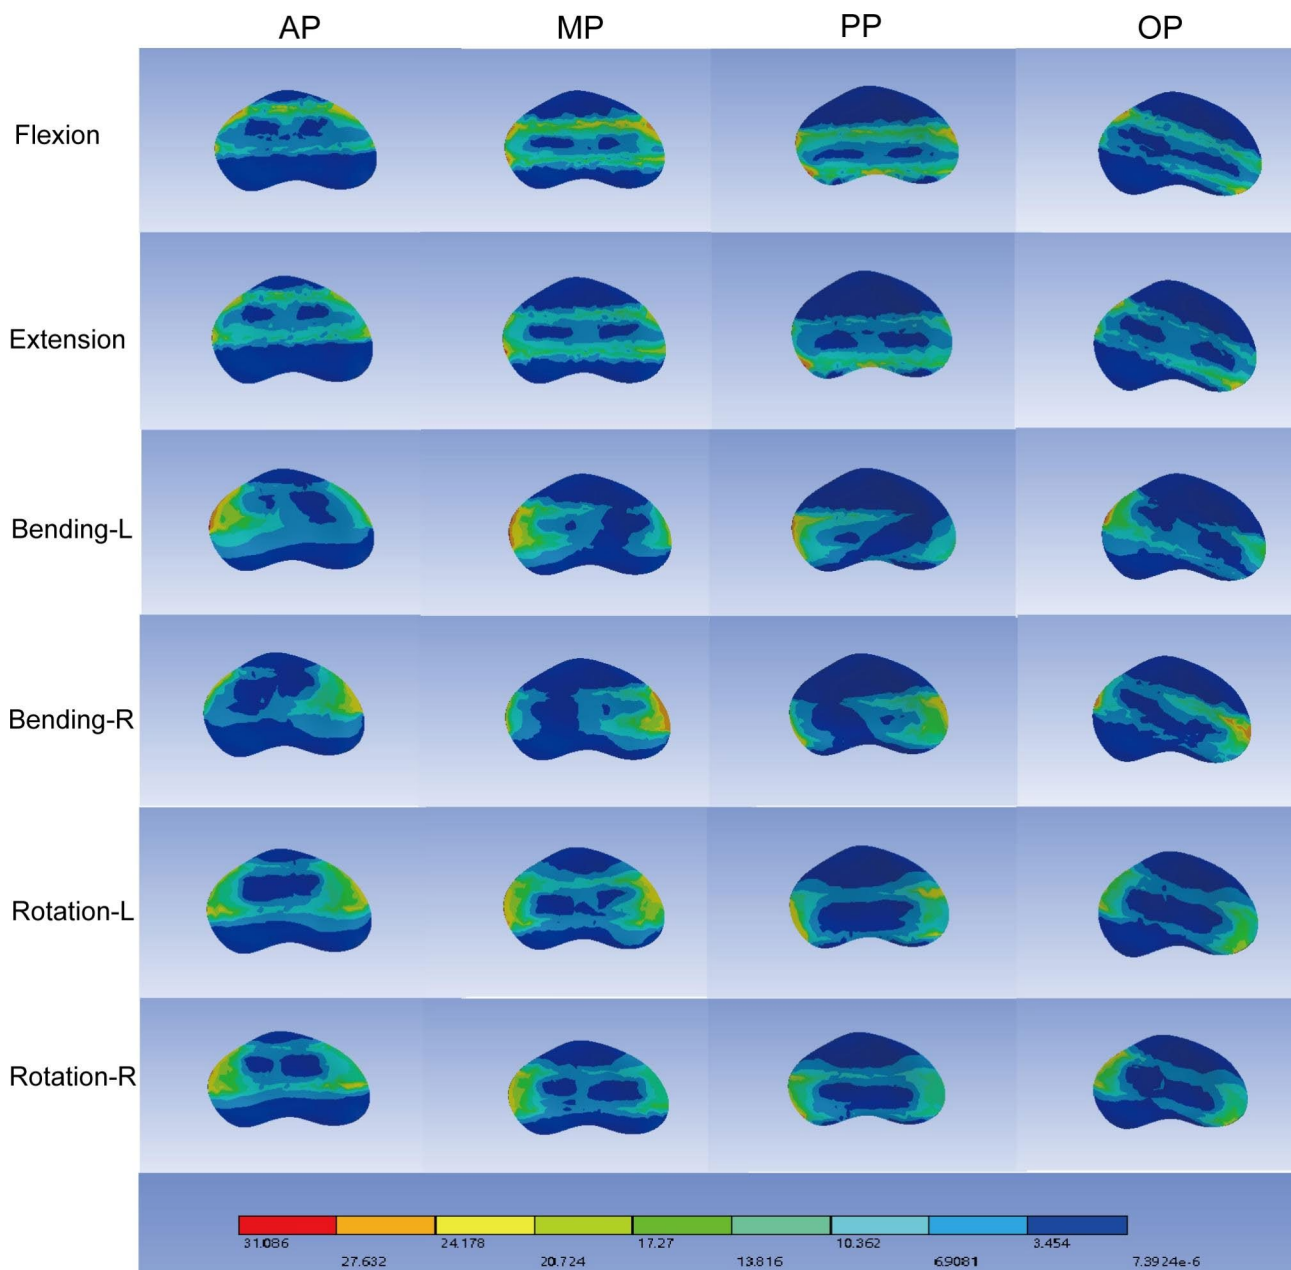 AP MP PP OP
Flexion
Extension
Bending-L
Bending-R
Rotation-L
Rotation-R
31.086 24.178 17.27 10.362 3.454
27.632 20.724 13.816 6.9081 7.3924e-6